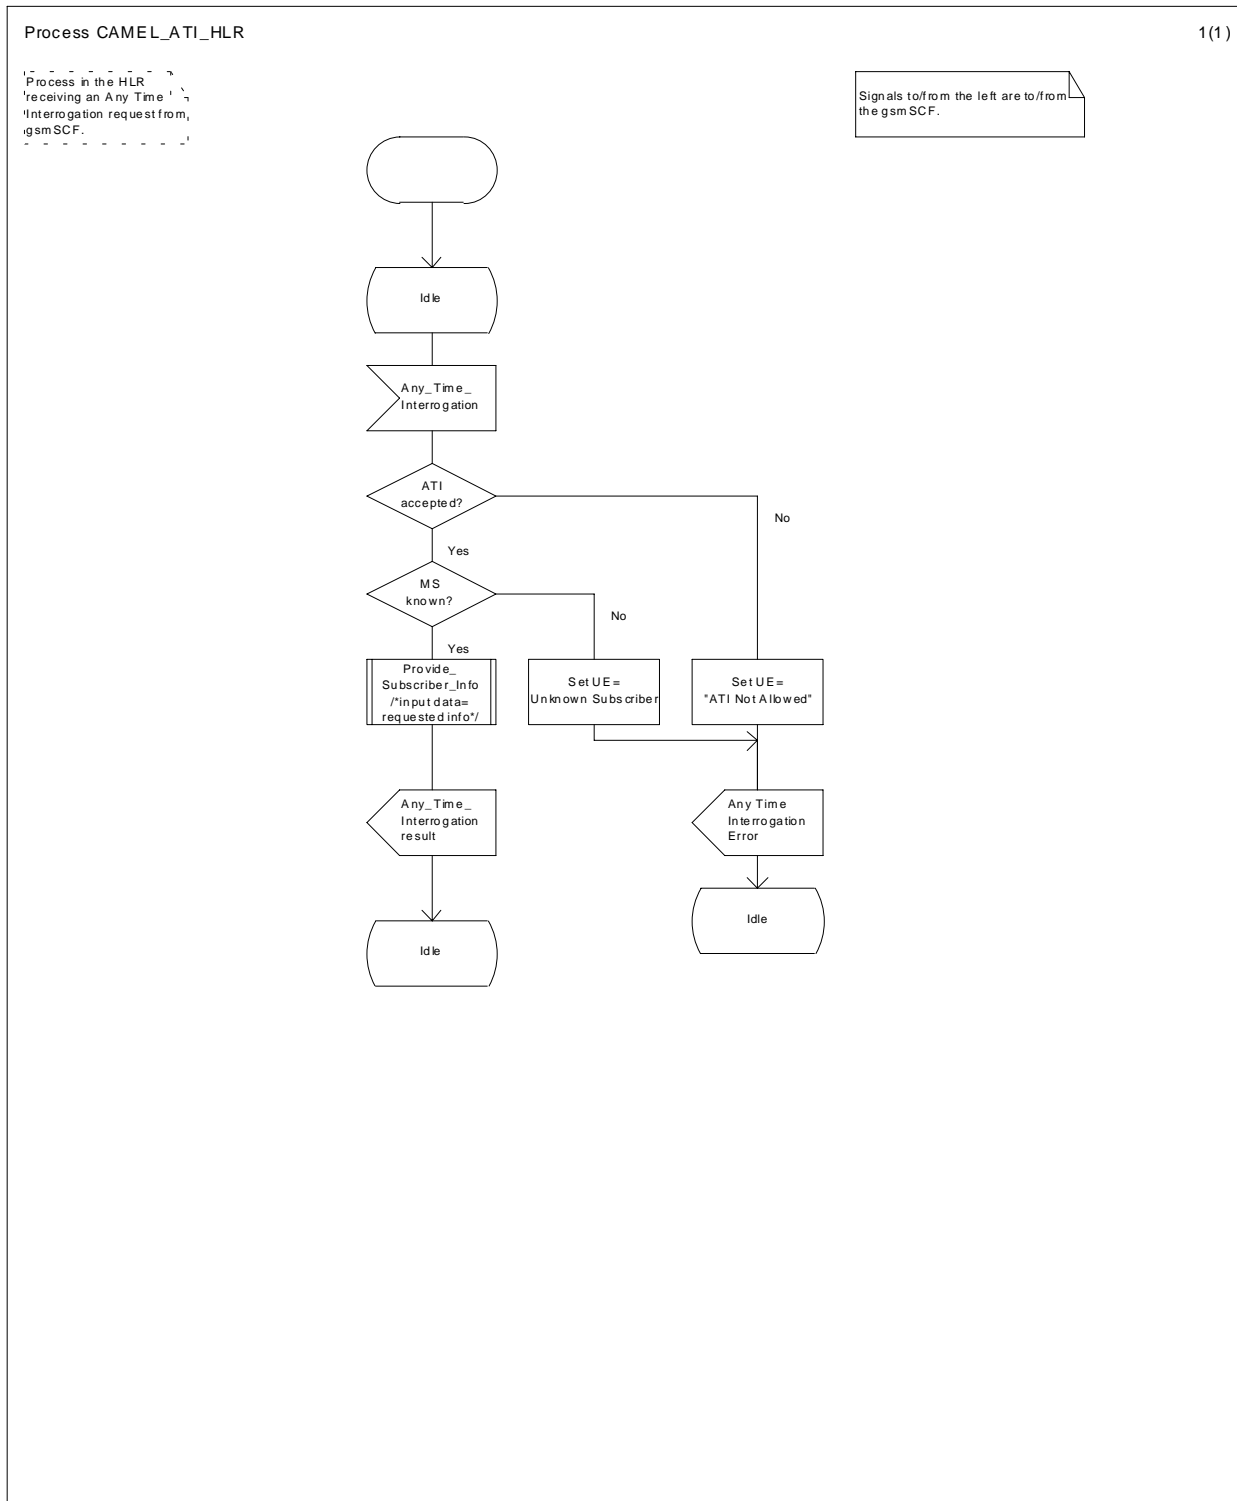 Process CAMEL_ATI_HLR
1(1)
Process in the HLR
receiving an Any Time
Interrogation request from
gsmSCF.
Signals to/from the left are to/from
the gsmSCF.
Idle
Any_Time_
Interrogation
ATI
accepted?
No
Yes
MS
known?
No
Yes
Provide_
Subscriber_Info
/*input data=
requested info*/
Set UE=
Unknown Subscriber
Set UE=
"ATI Not Allowed"
Any_Time_
Interrogation
result
Any Time
Interrogation
Error
Idle
Idle